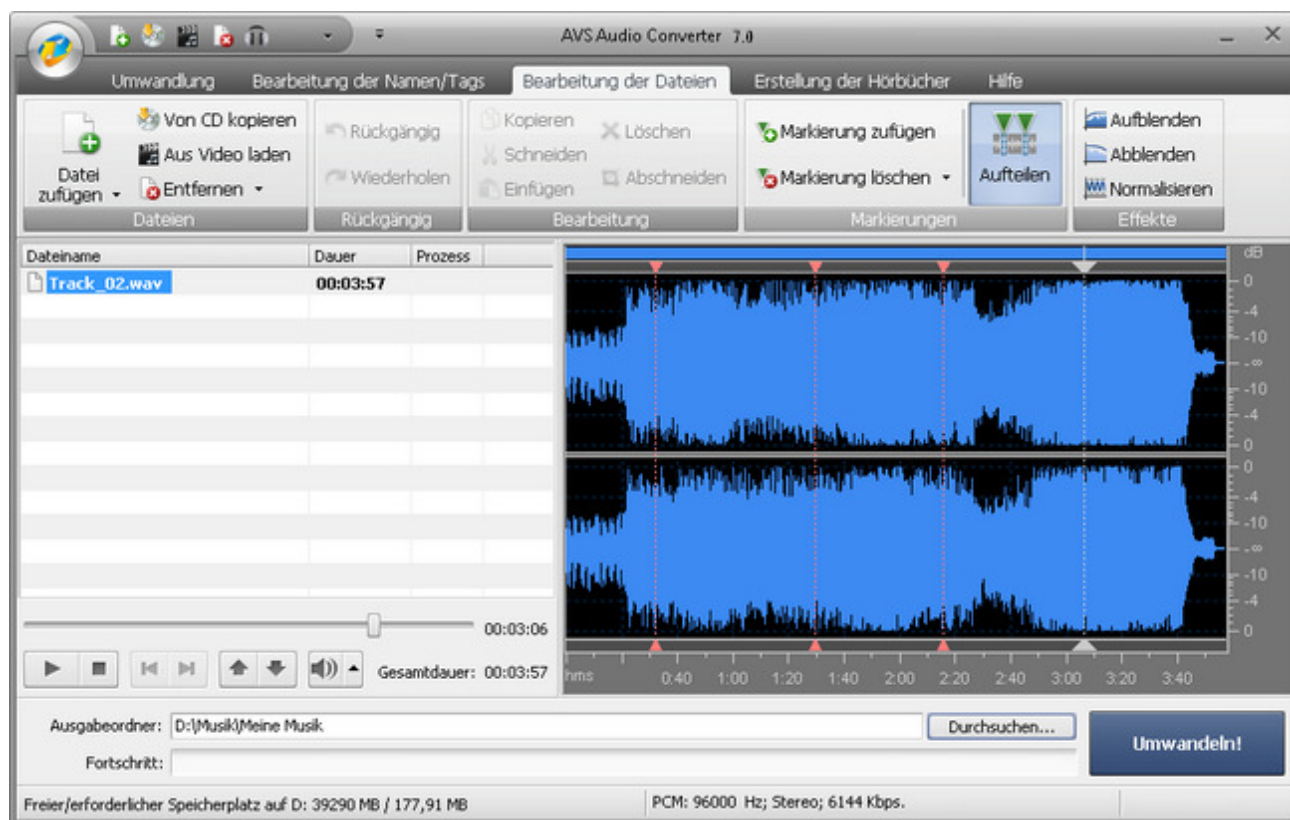 AVS Audio Converter 7.0
Umwandlung Bearbeitung der Namen/Tags Bearbeitung der Dateien Erstellung der Hörbücher Hilfe
Datei zufügen
Von CD kopieren
Aus Video laden
Entfernen
Dateien
Rückgängig
Wiederholen
Rückgängig
Kopieren
Schneiden
Einfügen
Löschen
Abschneiden
Bearbeitung
Markierung zufügen
Markierung löschen
Aufteilen
Markierungen
Aufblenden
Abblenden
Normalisieren
Effekte
Dateiname Dauer Prozess
Track_02.wav 00:03:57
dB
0
-4
-10
-∞
-10
-4
0
0
-4
-10
-∞
-10
-4
0
hms 0:40 1:00 1:20 1:40 2:00 2:20 2:40 3:00 3:20 3:40
00:03:06
Gesamtdauer: 00:03:57
Ausgabeordner: D:\Musik\Meine Musik Durchsuchen...
Fortschritt:
Umwandeln!
Freier/erforderlicher Speicherplatz auf D: 39290 MB / 177,91 MB PCM: 96000 Hz; Stereo; 6144 Kbps.